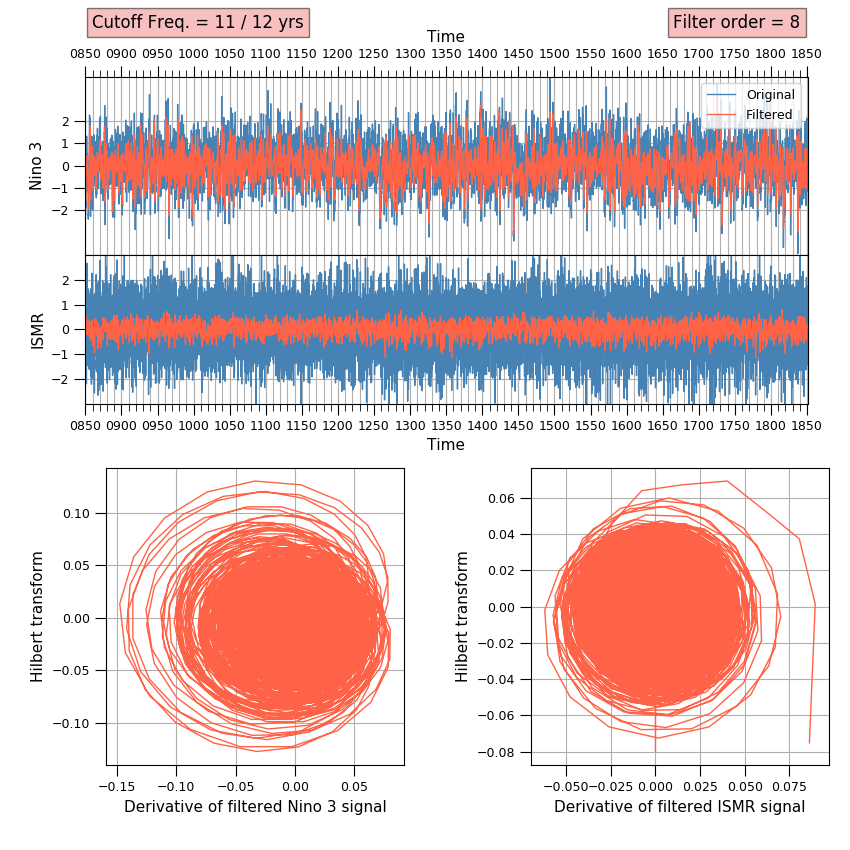 Cutoff Freq. = 11 / 12 yrs
Filter order = 8
Time
0850 0900 0950 1000 1050 1100 1150 1200 1250 1300 1350 1400 1450 1500 1550 1600 1650 1700 1750 1800 1850
Original
Filtered
Nino 3
2
1
0
−1
−2
ISMR
2
1
0
−1
−2
0850 0900 0950 1000 1050 1100 1150 1200 1250 1300 1350 1400 1450 1500 1550 1600 1650 1700 1750 1800 1850
Time
Hilbert transform
0.10
0.05
0.00
−0.05
−0.10
−0.15 −0.10 −0.05 0.00 0.05
Derivative of filtered Nino 3 signal
Hilbert transform
0.06
0.04
0.02
0.00
−0.02
−0.04
−0.06
−0.08
−0.050 −0.025 0.000 0.025 0.050 0.075
Derivative of filtered ISMR signal